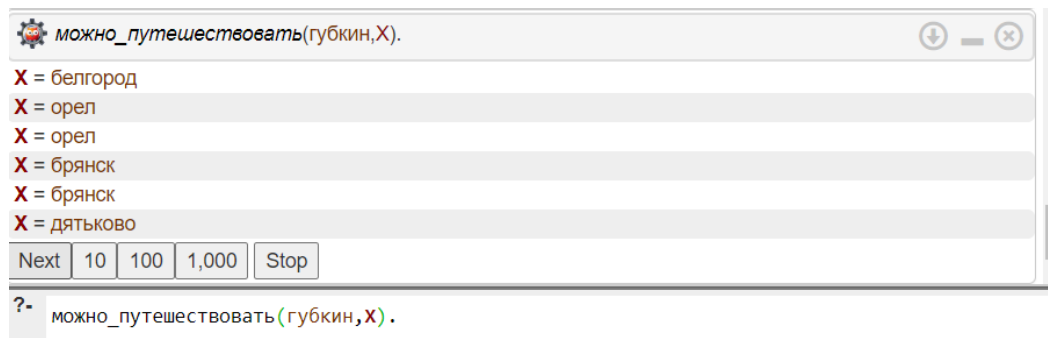 можно_путешествовать(губкин,X).
X = белгород
X = орел
X = орел
X = брянск
X = брянск
X = дятьково
Next 10 100 1,000 Stop
?- можно_путешествовать(губкин,X).